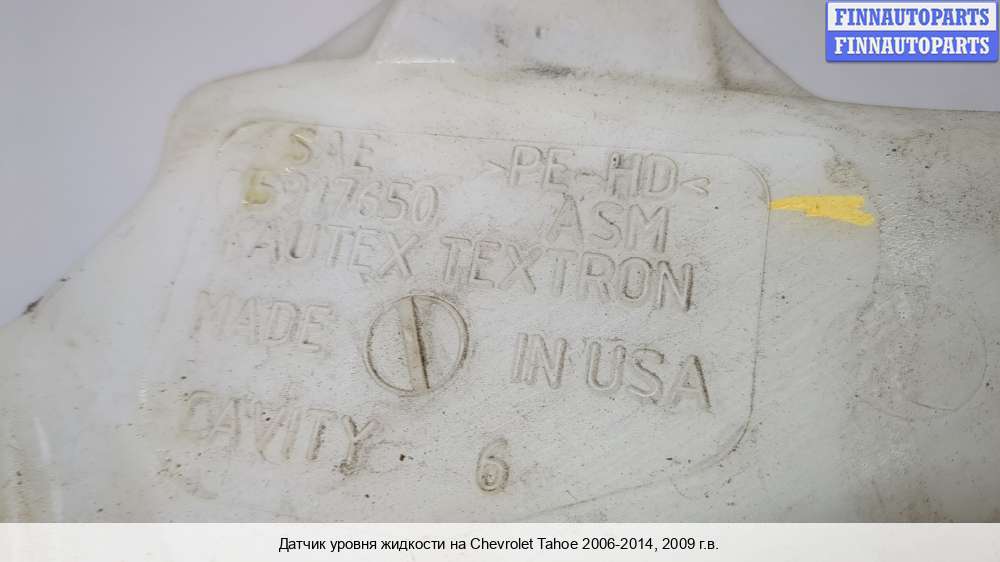 FINNAUTOPARTS
FINNAUTOPARTS
SAE >PE-HD<
ASM
KAUTEX TEXTRON
MADE IN USA
CAVITY 6
Датчик уровня жидкости на Chevrolet Tahoe 2006-2014, 2009 г.в.